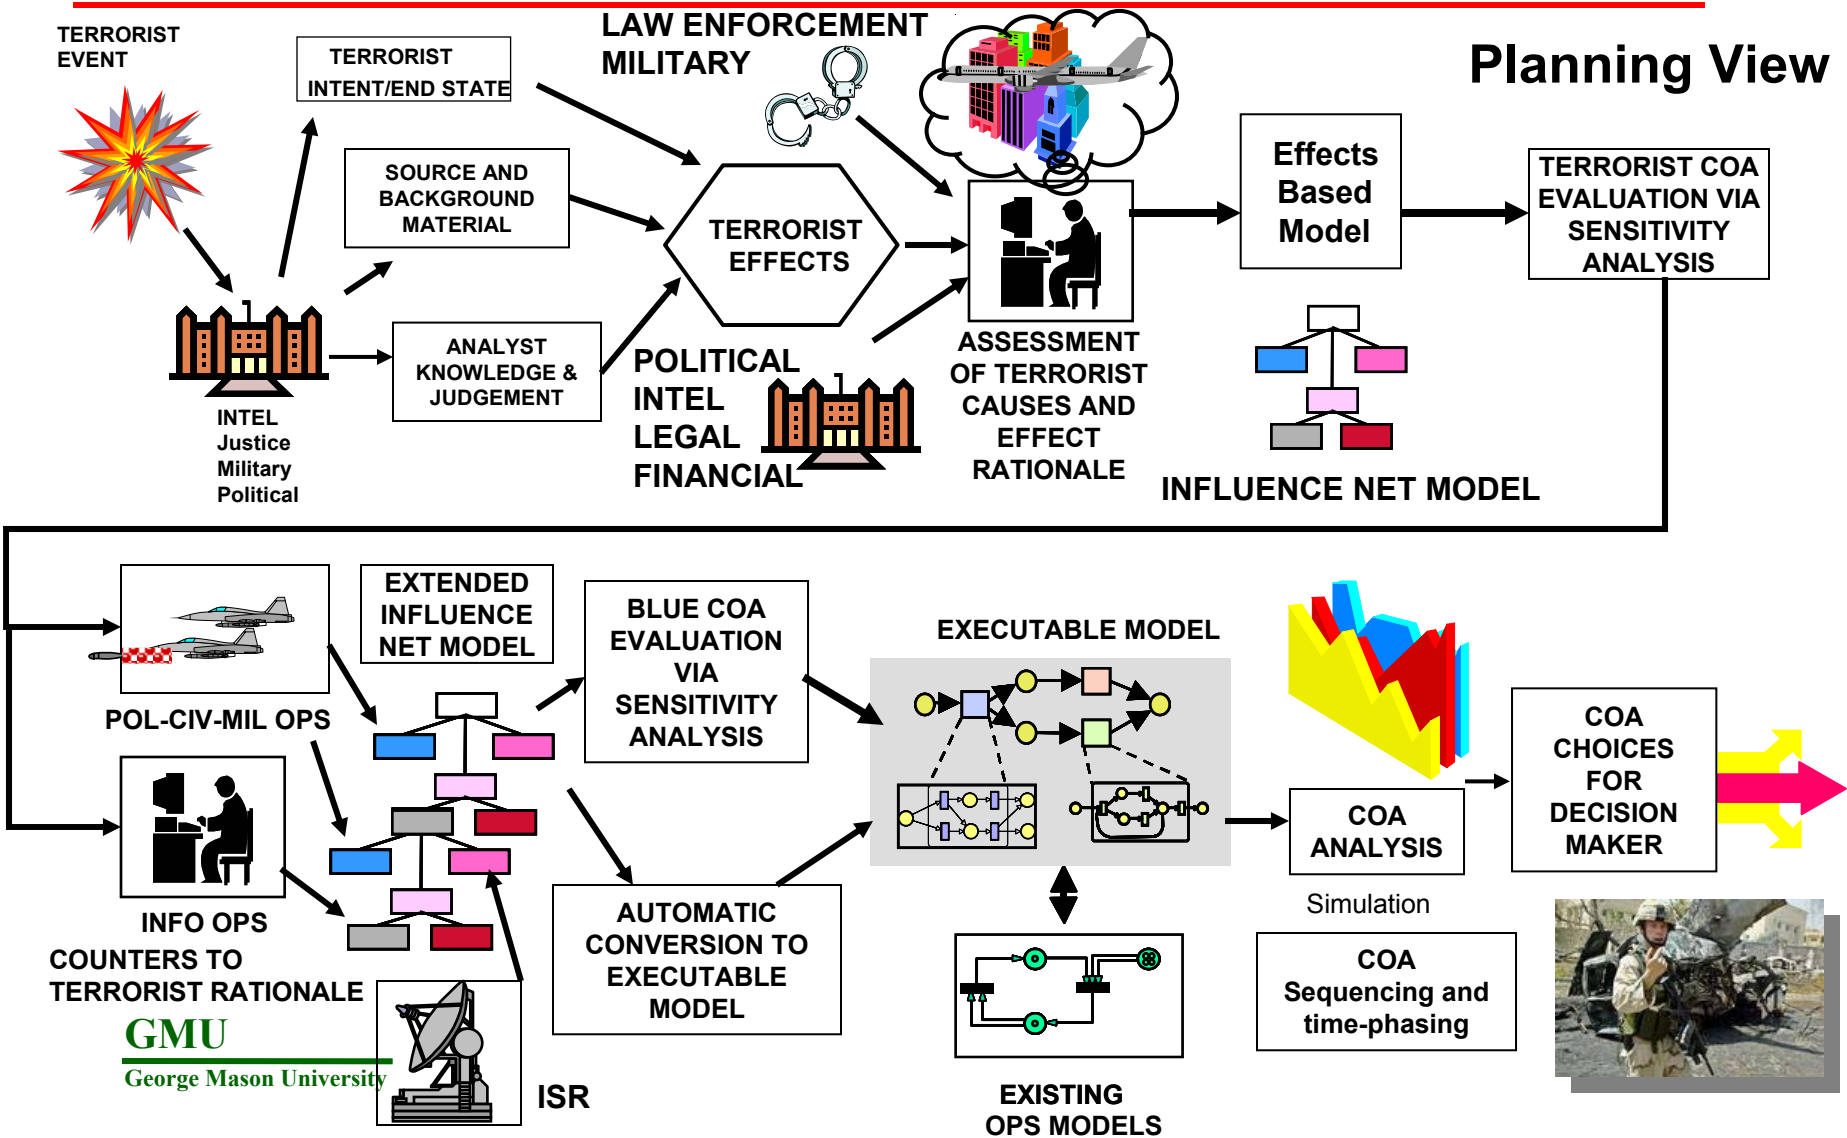 Planning View
TERRORIST
EVENT
TERRORIST
INTENT/END STATE
LAW ENFORCEMENT
MILITARY
SOURCE AND
BACKGROUND
MATERIAL
ANALYST
KNOWLEDGE &
JUDGEMENT
INTEL
Justice
Military
Political
TERRORIST
EFFECTS
POLITICAL
INTEL
LEGAL
FINANCIAL
ASSESSMENT
OF TERRORIST
CAUSES AND
EFFECT
RATIONALE
Effects
Based
Model
TERRORIST COA
EVALUATION VIA
SENSITIVITY
ANALYSIS
INFLUENCE NET MODEL
POL-CIV-MIL OPS
INFO OPS
COUNTERS TO
TERRORIST RATIONALE
EXTENDED
INFLUENCE
NET MODEL
ISR
BLUE COA
EVALUATION
VIA
SENSITIVITY
ANALYSIS
AUTOMATIC
CONVERSION TO
EXECUTABLE
MODEL
EXECUTABLE MODEL
EXISTING
OPS MODELS
COA
ANALYSIS
Simulation
COA
Sequencing and
time-phasing
COA
CHOICES
FOR
DECISION
MAKER
GMU
George Mason University